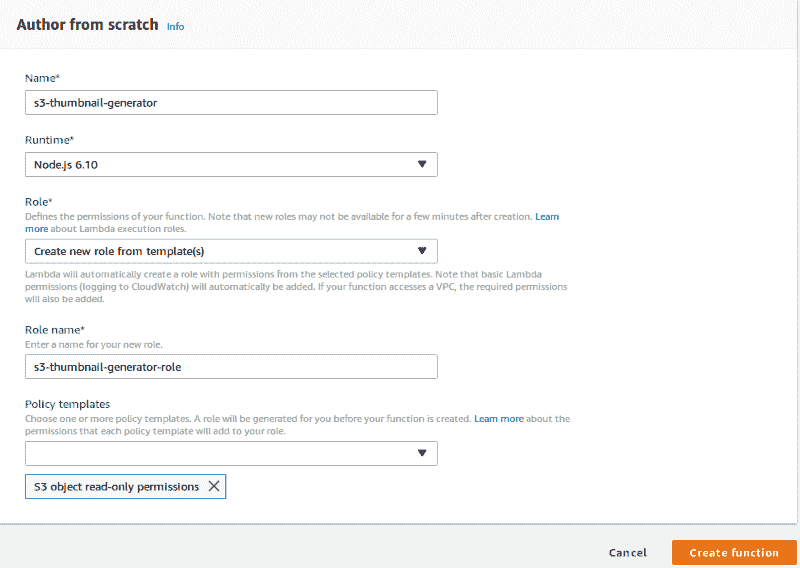 Author from scratch Info
Name*
s3-thumbnail-generator
Runtime*
Node.js 6.10
Role*
Defines the permissions of your function. Note that new roles may not be available for a few minutes after creation. Learn
more about Lambda execution roles.
Create new role from template(s)
Lambda will automatically create a role with permissions from the selected policy templates. Note that basic Lambda
permissions (logging to CloudWatch) will automatically be added. If your function accesses a VPC, the required permissions
will also be added.
Role name*
Enter a name for your new role.
s3-thumbnail-generator-role
Policy templates
Choose one or more policy templates. A role will be generated for you before your function is created. Learn more about the
permissions that each policy template will add to your role.
S3 object read-only permissions
Cancel Create function